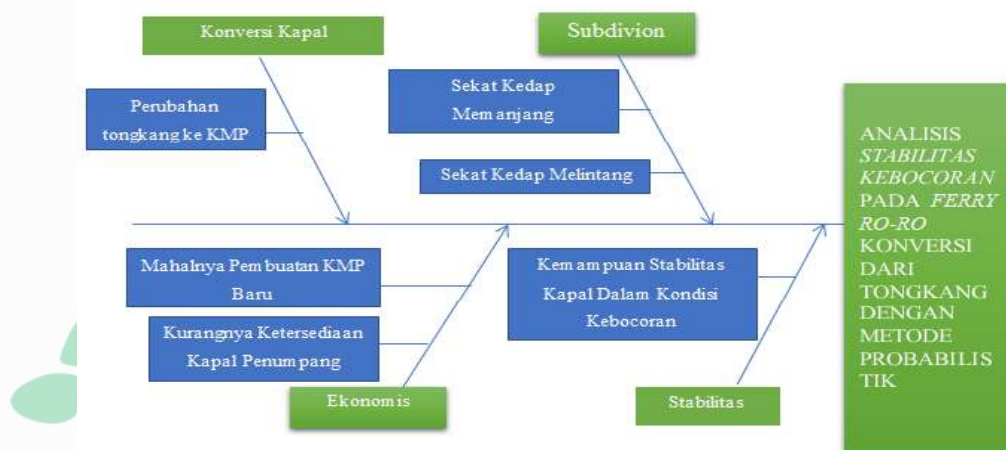 Konversi Kapal
Subdivion
Perubahan
tongkang ke KMP
Sekat Kedap
Memanjang
Sekat Kedap Melintang
Mahalnya Pembuatan KMP
Baru
Kurangnya Ketersediaan
Kapal Penumpang
Kemampuan Stabilitas
Kapal Dalam Kondisi
Kebocoran
Ekonomis
Stabilitas
ANALISIS
STABILITAS
KEBOCORAN
PADA FERRY
RO-RO
KONVERSI
DARI
TONGKANG
DENGAN
METODE
PROBABILIS
TIK